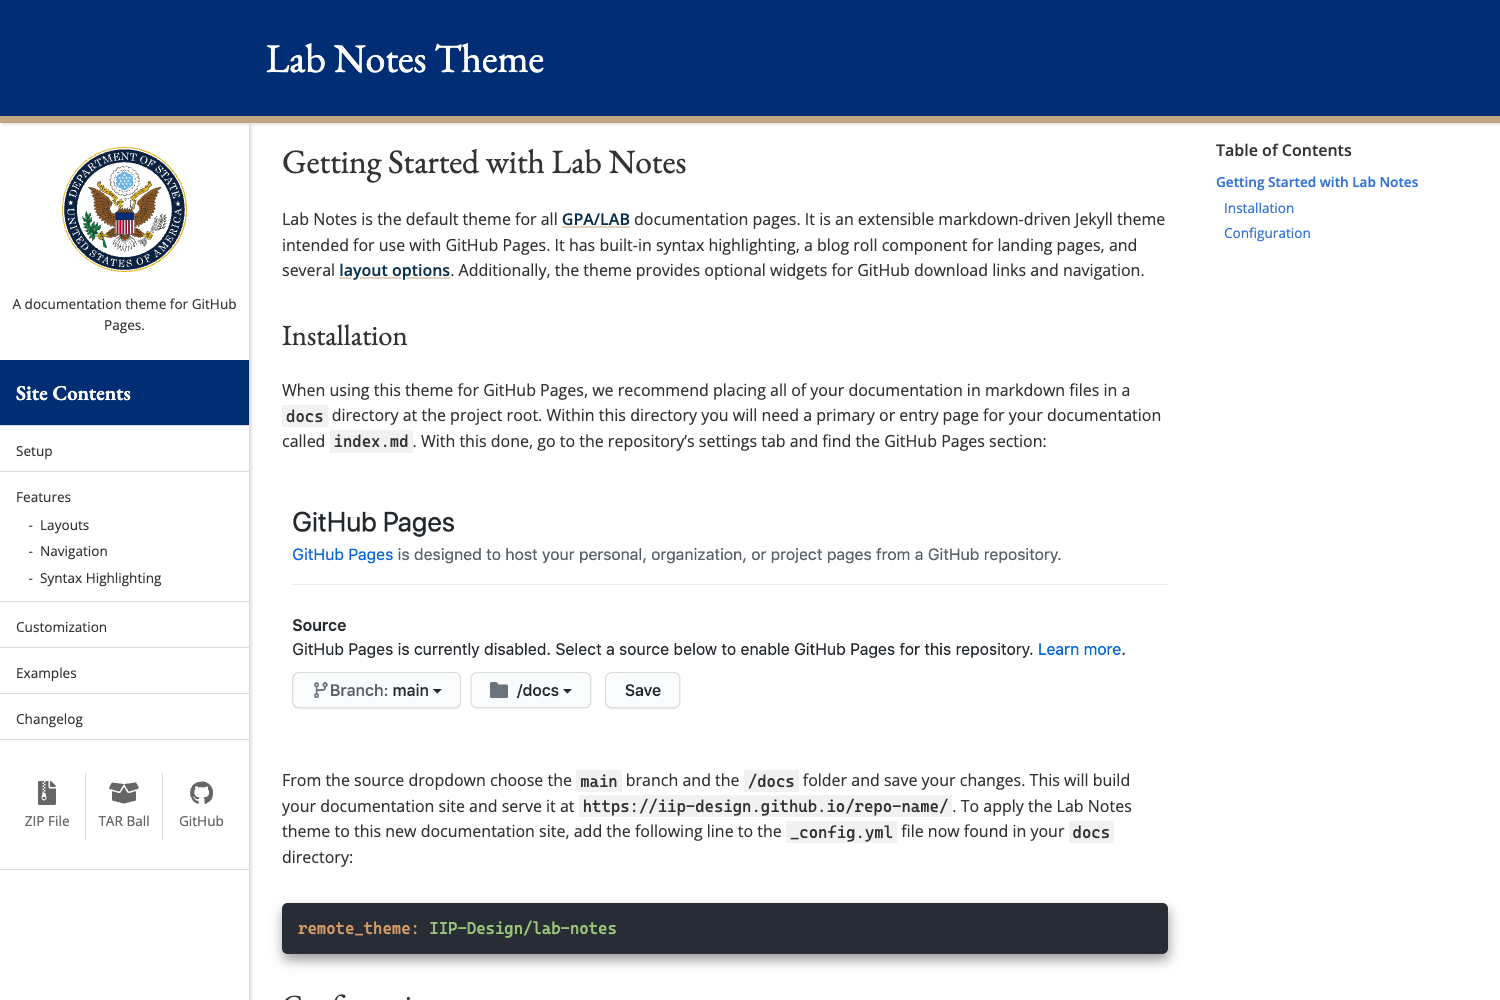 Lab Notes Theme
DEPARTMENT OF STATE
UNITED STATES OF AMERICA
A documentation theme for GitHub
Pages.
Site Contents
Setup
Features
- Layouts
- Navigation
- Syntax Highlighting
Customization
Examples
Changelog
ZIP File
TAR Ball
GitHub
Getting Started with Lab Notes
Lab Notes is the default theme for all GPA/LAB documentation pages. It is an extensible markdown-driven Jekyll theme
intended for use with GitHub Pages. It has built-in syntax highlighting, a blog roll component for landing pages, and
several layout options. Additionally, the theme provides optional widgets for GitHub download links and navigation.
Installation
When using this theme for GitHub Pages, we recommend placing all of your documentation in markdown files in a
docs directory at the project root. Within this directory you will need a primary or entry page for your documentation
called index.md. With this done, go to the repository’s settings tab and find the GitHub Pages section:
GitHub Pages
GitHub Pages is designed to host your personal, organization, or project pages from a GitHub repository.
Source
GitHub Pages is currently disabled. Select a source below to enable GitHub Pages for this repository. Learn more.
Branch: main
/docs
Save
From the source dropdown choose the main branch and the /docs folder and save your changes. This will build
your documentation site and serve it at https://iip-design.github.io/repo-name/. To apply the Lab Notes
theme to this new documentation site, add the following line to the _config.yml file now found in your docs
directory:
remote_theme: IIP-Design/lab-notes
Table of Contents
Getting Started with Lab Notes
Installation
Configuration